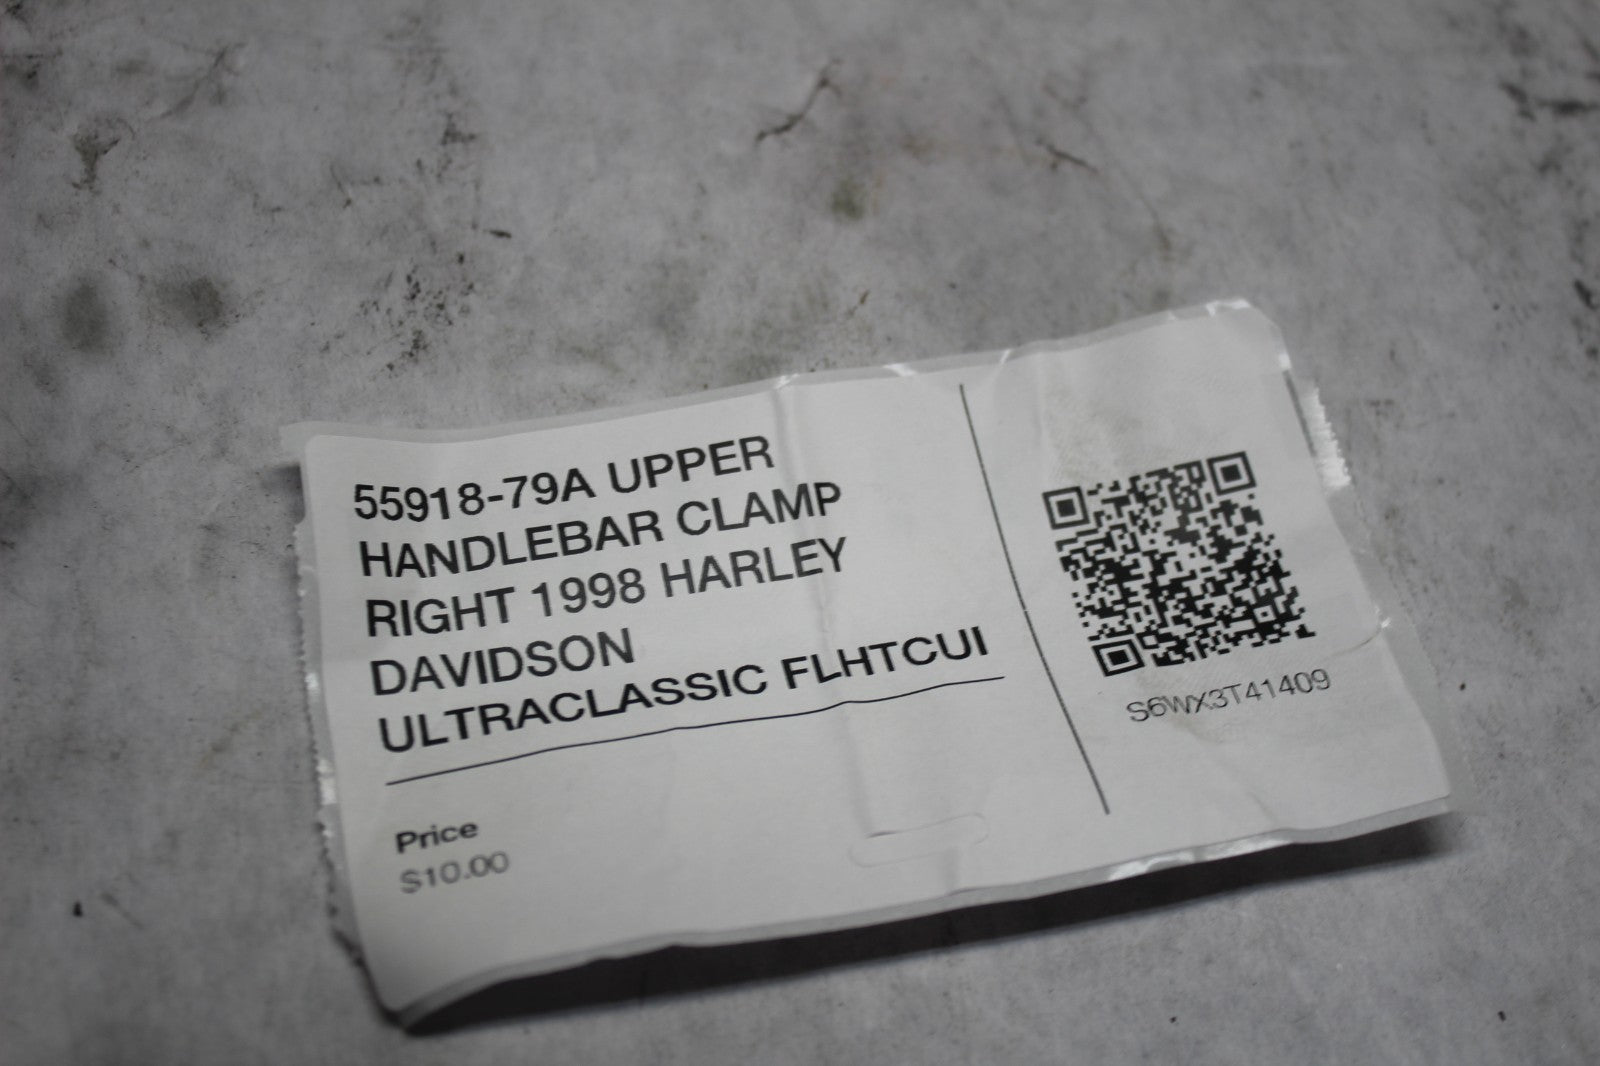 55918-79A UPPER
HANDLEBAR CLAMP
RIGHT 1998 HARLEY
DAVIDSON
ULTRACLASSIC FLHTCUI
Price
$10.00
S6WX3T41409